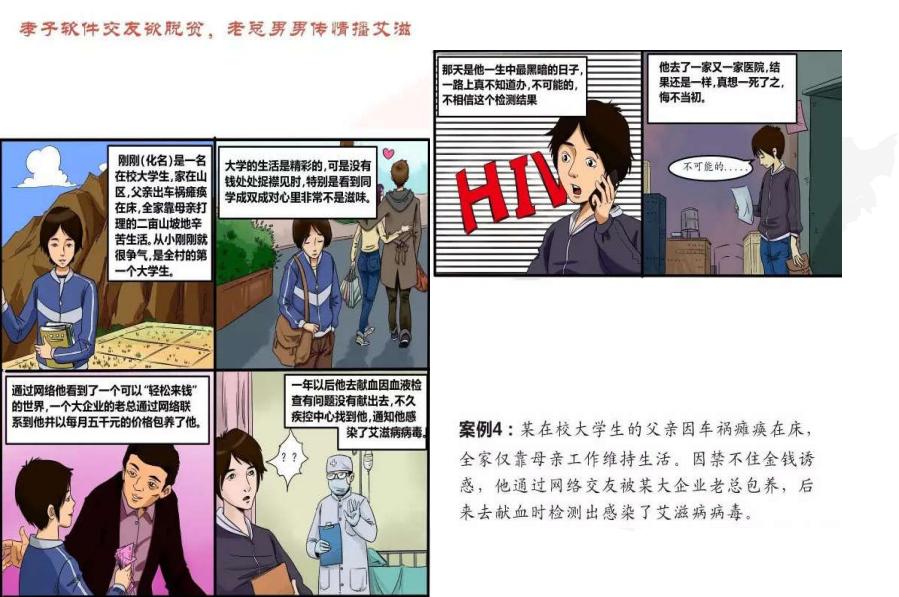 孝子软件交友欲脱贫，老总男男传情播艾滋
刚刚(化名)是一名
在校大学生，家在山
区，父亲出车祸瘫痪
在床，全家靠母亲打
理的二亩山坡地辛
苦生活。从小刚刚就
很争气，是全村的第
一个大学生。
大学的生活是精彩的，可是没有
钱处处捉襟见肘，特别是看到同
学成双成对心里非常不是滋味。
通过网络他看到了一个可以“轻松来钱”
的世界，一个大企业的老总通过网络联
系到他并以每月五千元的价格包养了他。
一年以后他去献血因血液检
查有问题没有献出去，不久
疾控中心找到他，通知他感
染了艾滋病病毒。
? ?
那天是他一生中最黑暗的日子，
一路上真不知道办，不可能的，
不相信这个检测结果
HIV
他去了一家又一家医院，结
果还是一样，真想一死了之，
悔不当初。
不可能的.....
案例4：某在校大学生的父亲因车祸瘫痪在床，
全家仅靠母亲工作维持生活。因禁不住金钱诱
惑，他通过网络交友被某大企业老总包养，后
来去献血时检测出感染了艾滋病病毒。